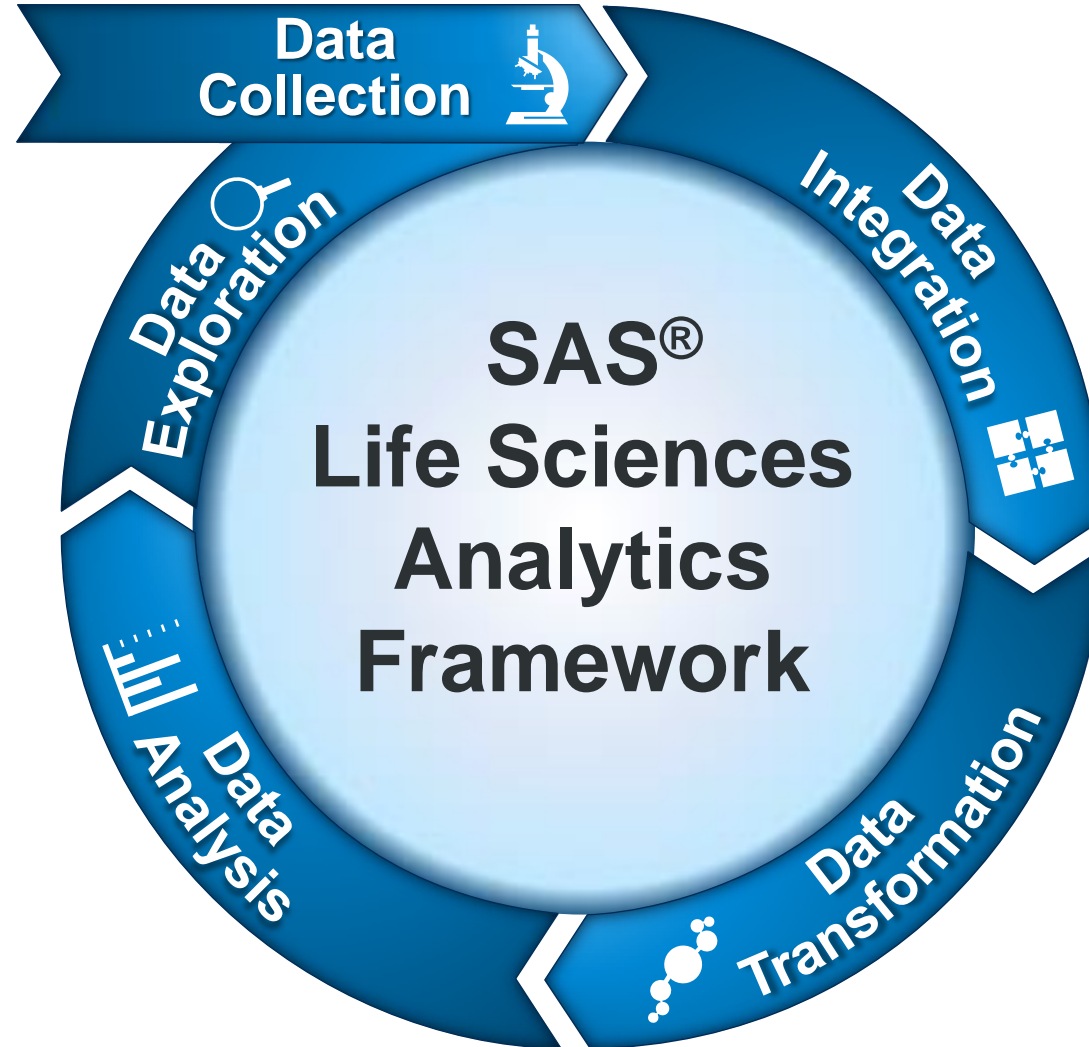 Data
Collection
Data
Integration
Data
Transformation
Data
Analysis
Data
Exploration
SAS®
Life Sciences
Analytics
Framework